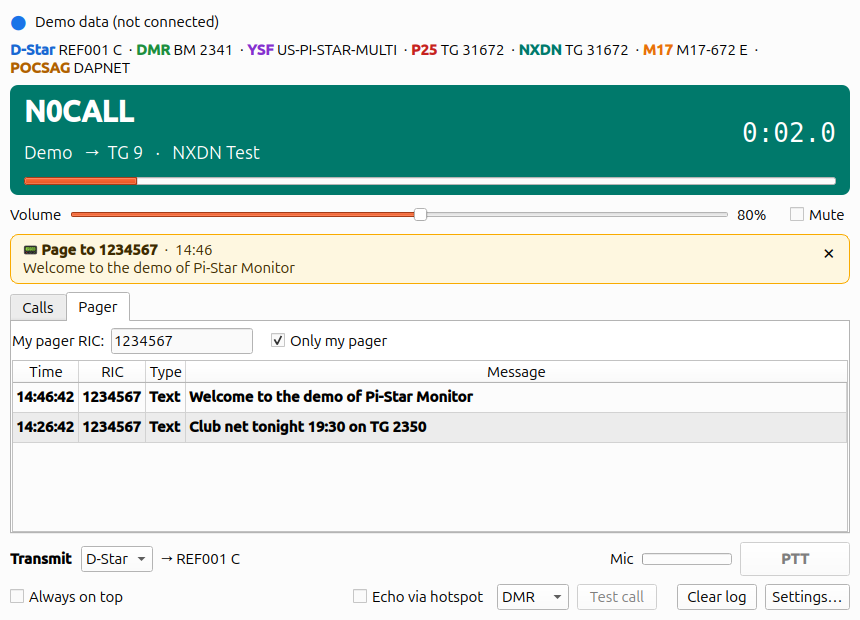 Demo data (not connected)
D-Star REF001 C · DMR BM 2341 · YSF US-PI-STAR-MULTI · P25 TG 31672 · NXDN TG 31672 · M17 M17-672 E ·
POCSAG DAPNET
N0CALL
0:02.0
Demo → TG 9 · NXDN Test
Volume 80% Mute
Page to 1234567 · 14:46 ✕
Welcome to the demo of Pi-Star Monitor
Calls Pager
My pager RIC: 1234567 ✓ Only my pager
Time RIC Type Message
14:46:42 1234567 Text Welcome to the demo of Pi-Star Monitor
14:26:42 1234567 Text Club net tonight 19:30 on TG 2350
Transmit D-Star → REF001 C Mic PTT
Always on top Echo via hotspot DMR Test call Clear log Settings...